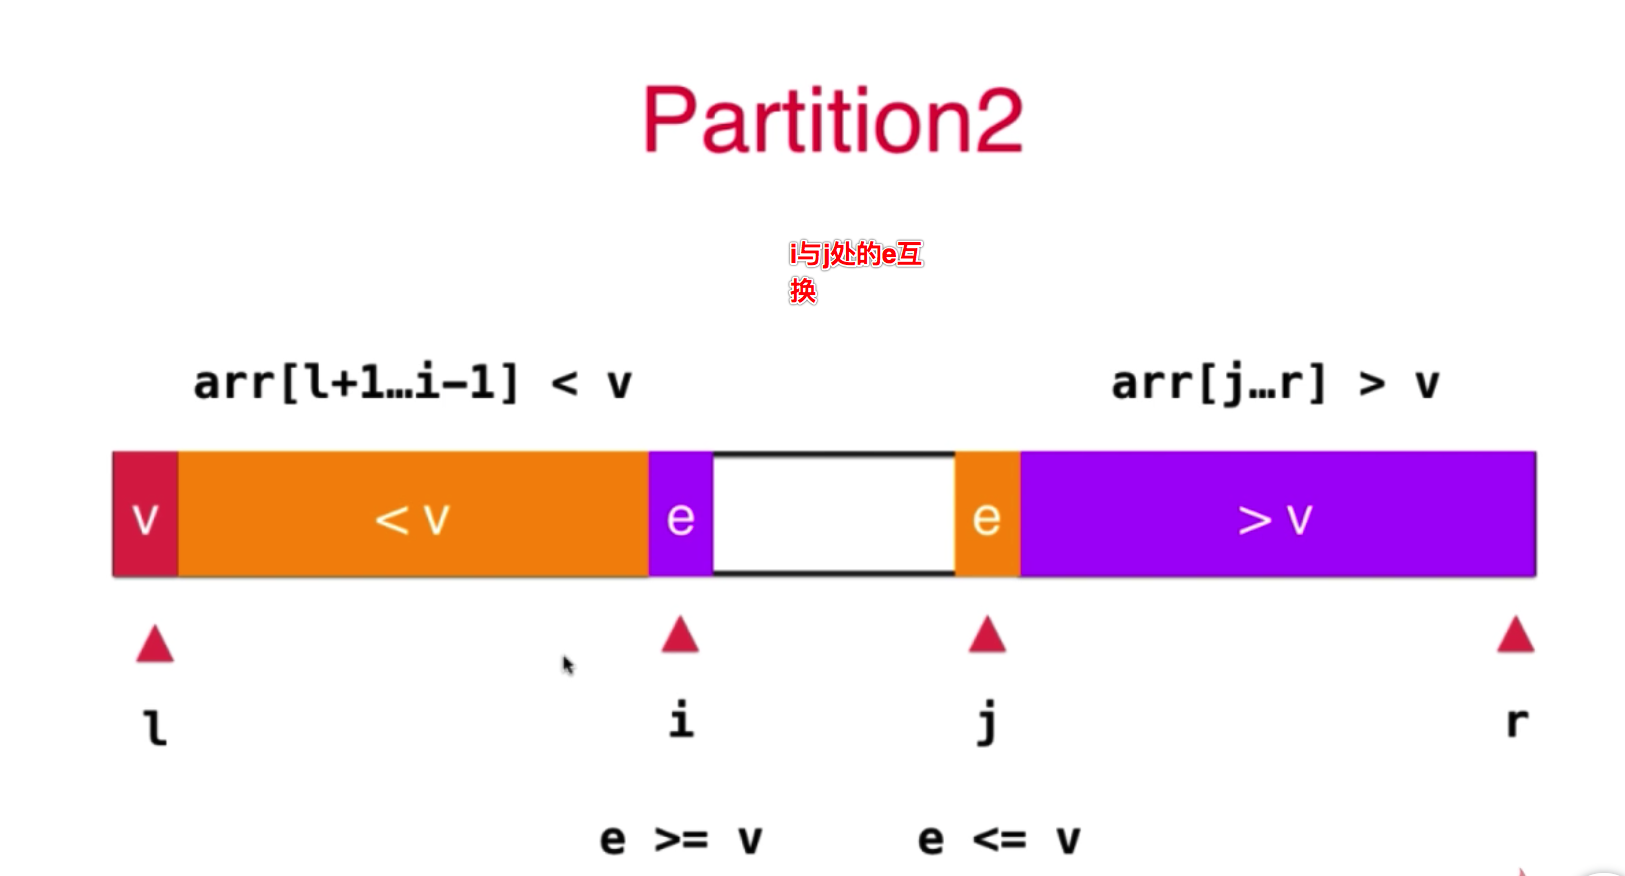 Partition2
i与j处的e互
换
arr[l+1…i-1] < v
arr[j…r] > v
v
< v
e
e
> v
l
i
j
r
e >= v
e <= v